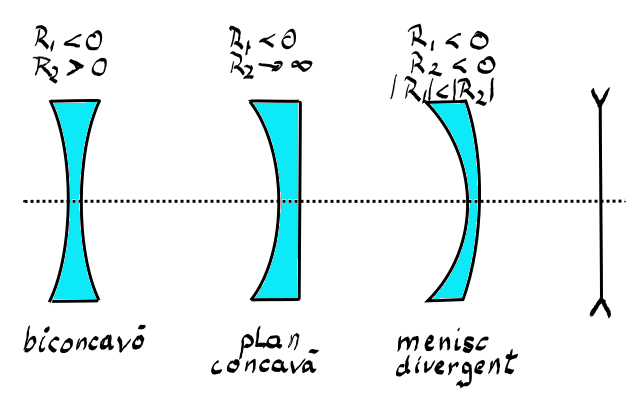 R₁ < 0
R₂ > 0
R₁ < 0
R₂ → ∞
R₁ < 0
R₂ < 0
|R₁| < |R₂|
biconcavă
plan
concavă
menisc
divergent